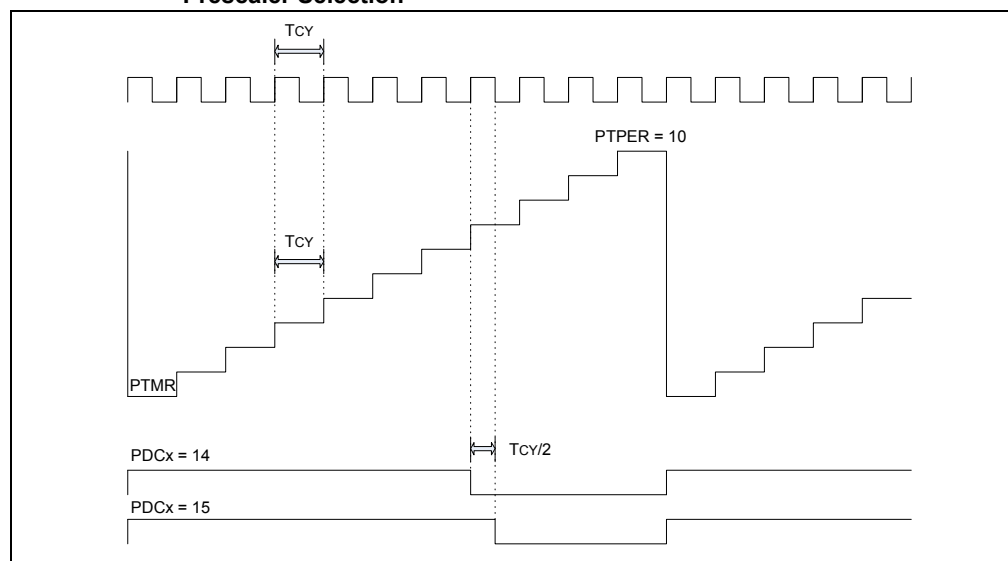 Prescaler Selection
TCY
PTPER = 10
TCY
PTMR
TCY/2
PDCx = 14
PDCx = 15